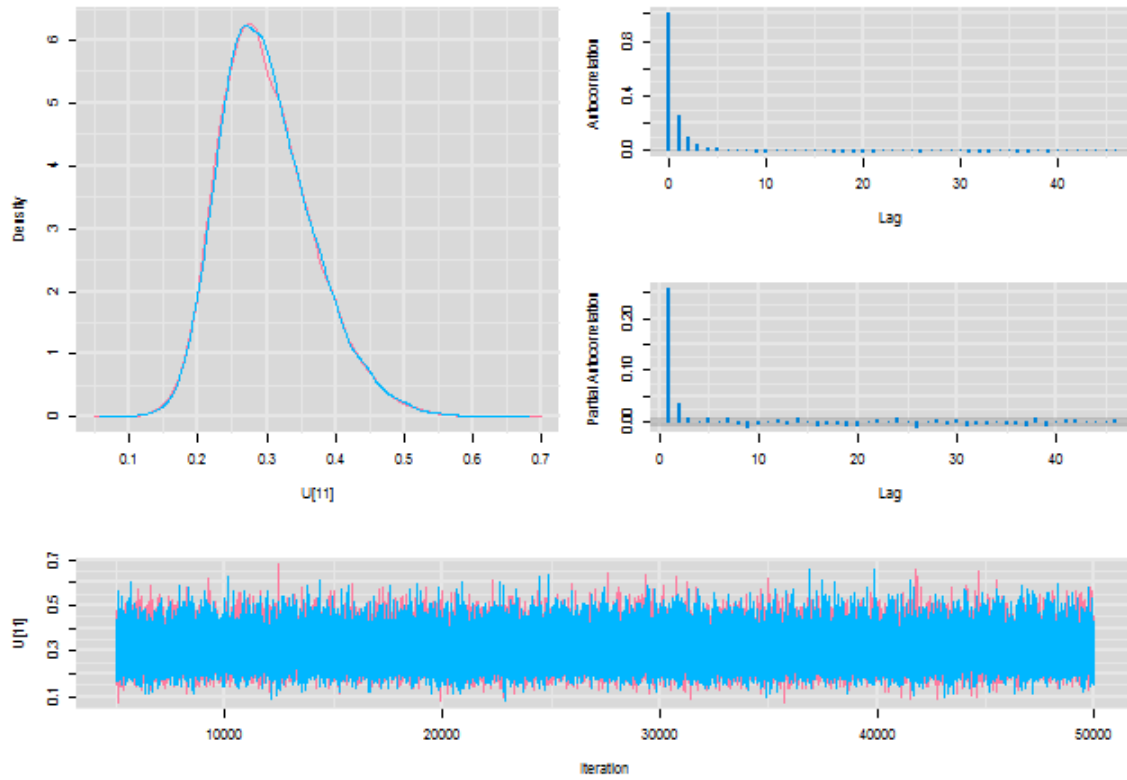 Density
0 1 2 3 4 5 6
0.1 0.2 0.3 0.4 0.5 0.6 0.7
U[11]
Autocorrelation
0.0 0.4 0.8
0 10 20 30 40
Lag
Partial Autocorrelation
0.00 0.10 0.20
0 10 20 30 40
Lag
U[11]
0.1 0.3 0.5 0.7
10000 20000 30000 40000 50000
Iteration